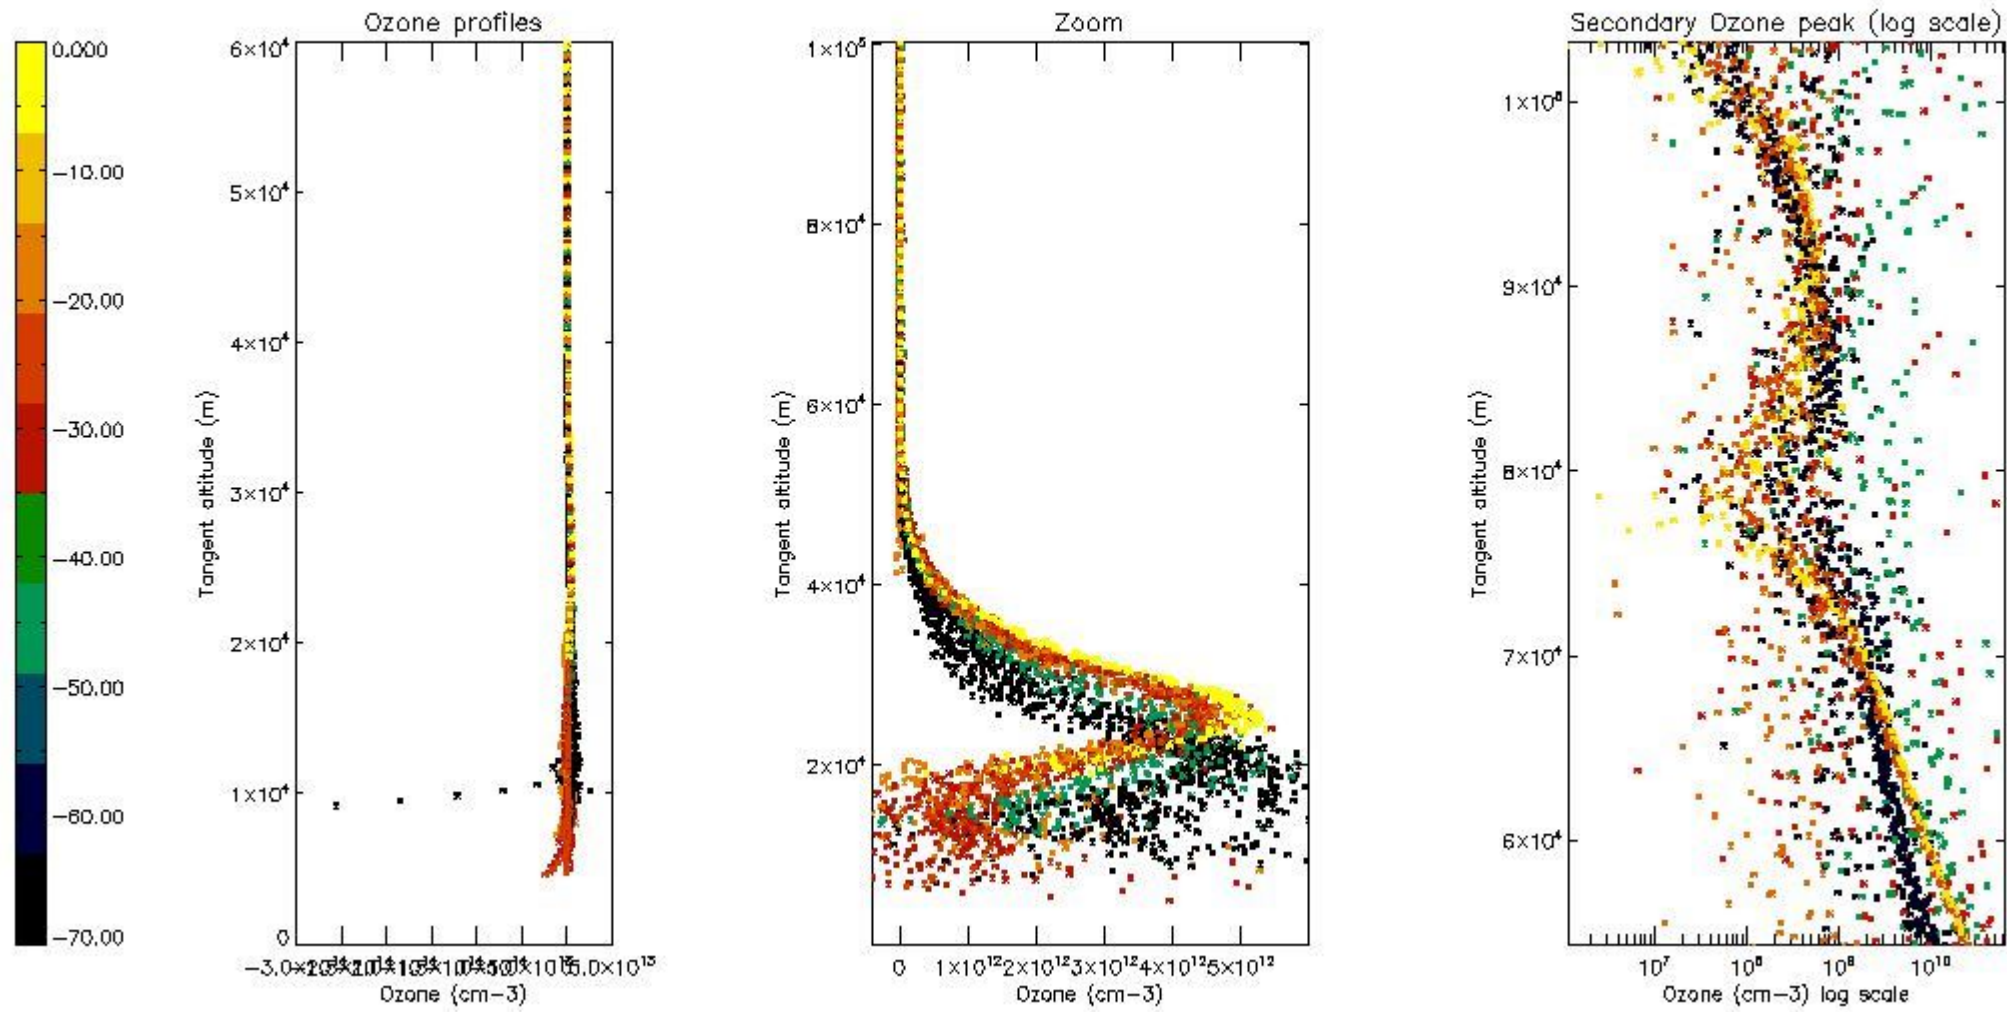 Ozone profiles
Zoom
Secondary Ozone peak (log scale)
0.000
−10.00
−20.00
−30.00
−40.00
−50.00
−60.00
−70.00
Tangent altitude (m)
6×10⁴
5×10⁴
4×10⁴
3×10⁴
2×10⁴
1×10⁴
0
5.0×10¹³
Ozone (cm−3)
Tangent altitude (m)
1×10⁵
8×10⁴
6×10⁴
4×10⁴
2×10⁴
0 1×10¹² 2×10¹² 3×10¹² 4×10¹² 5×10¹²
Ozone (cm−3)
Tangent altitude (m)
1×10⁵
9×10⁴
8×10⁴
7×10⁴
6×10⁴
10⁷ 10⁸ 10⁹ 10¹⁰
Ozone (cm−3) log scale